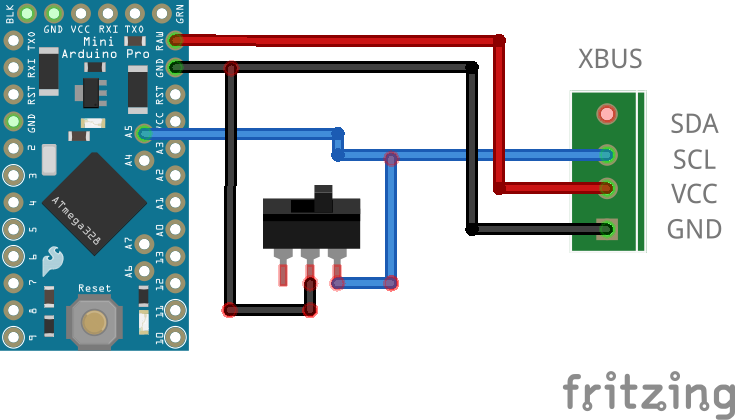 BLK GND VCC RXI TXO GRN
Mini
Arduino Pro
TXO
RXI
RST
GND
2
3
4
5
6
7
8
9
RAW
GND
RST
VCC
A3
A2
A1
A0
13
12
11
10
A5
A4
A7
A6
ATmega328
Reset
XBUS
SDA
SCL
VCC
GND
fritzing